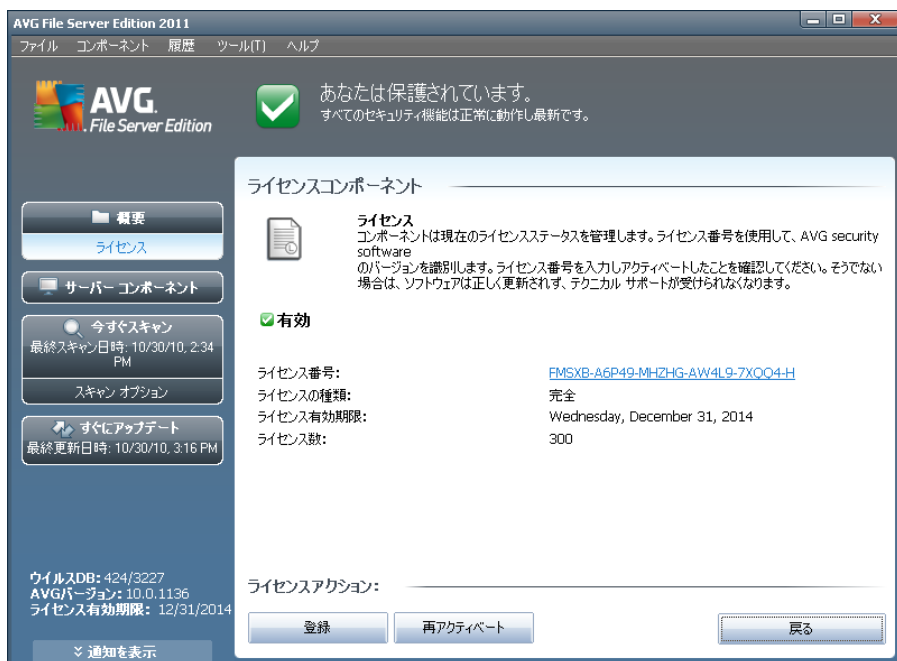 AVG File Server Edition 2011
ファイル コンポーネント 履歴 ツール(T) ヘルプ
AVG.
File Server Edition
あなたは保護されています。
すべてのセキュリティ機能は正常に動作し最新です。
概要
ライセンス
サーバー コンポーネント
今すぐスキャン
最終スキャン日時: 10/30/10, 2:34
PM
スキャン オプション
すぐにアップデート
最終更新日時: 10/30/10, 3:16 PM
ウイルスDB: 424/3227
AVGバージョン: 10.0.1136
ライセンス有効期限: 12/31/2014
通知を表示
ライセンスコンポーネント
ライセンス
コンポーネントは現在のライセンスステータスを管理します。ライセンス番号を使用して、AVG security
software
のバージョンを識別します。ライセンス番号を入力しアクティベートしたことを確認してください。そうでない
場合は、ソフトウェアは正しく更新されず、テクニカル サポートが受けられなくなります。
有効
ライセンス番号: FMSXB-A6P49-MHZHG-AW4L9-7XQQ4-H
ライセンスの種類: 完全
ライセンス有効期限: Wednesday, December 31, 2014
ライセンス数: 300
ライセンスアクション:
登録 再アクティベート 戻る